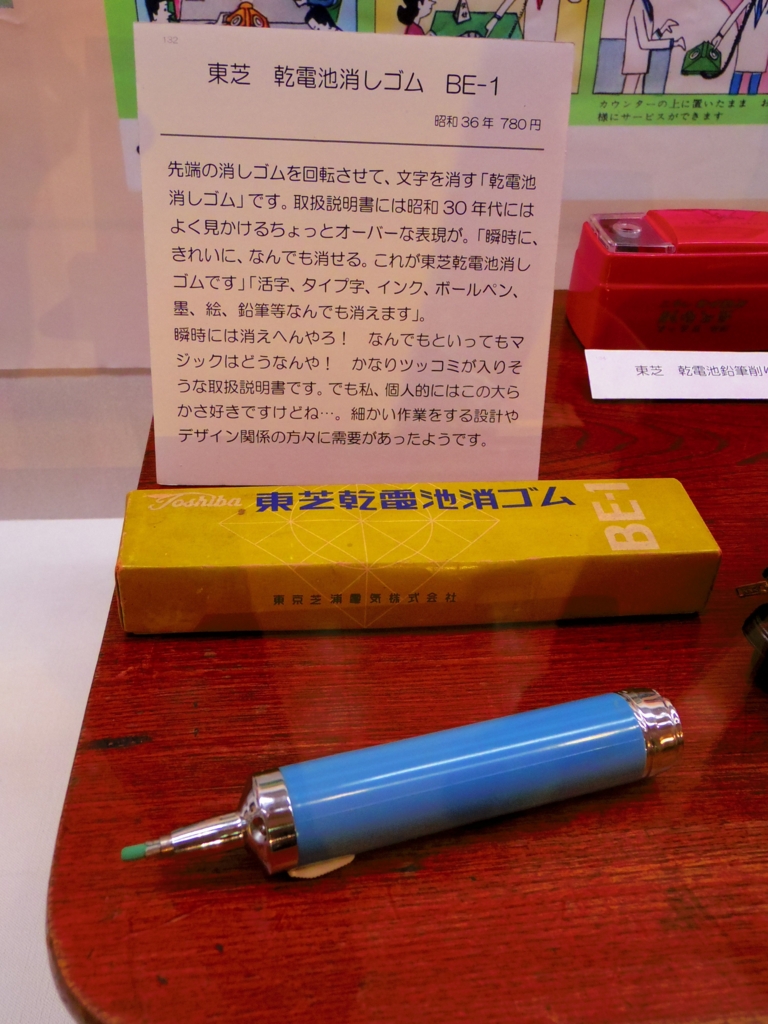 カウンターの上に置いたまま お
様にサービスができます
182
東芝 乾電池消しゴム BE-1
昭和36年 780円
先端の消しゴムを回転させて、文字を消す「乾電池
消しゴム」です。取扱説明書には昭和30年代には
よく見かけるちょっとオーバーな表現が。「瞬時に、
きれいに、なんでも消せる。これが東芝乾電池消し
ゴムです」「活字、タイプ字、インク、ボールペン、
墨、絵、鉛筆等なんでも消えます」。
瞬時には消えへんやろ! なんでもといってもマ
ジックはどうなんや! かなりツッコミが入りそ
うな取扱説明書です。でも私、個人的にはこの大ら
かさ好きですけどね…。細かい作業をする設計や
デザイン関係の方々に需要があったようです。
東芝 乾電池鉛筆削
Toshiba 東芝乾電池消ゴム BE-1
東京芝浦電気株式会社